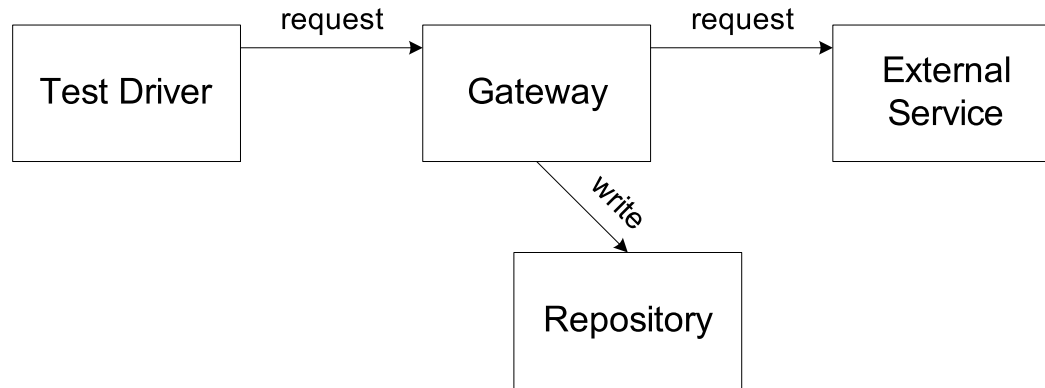 request
request
Test Driver
Gateway
External
Service
write
Repository